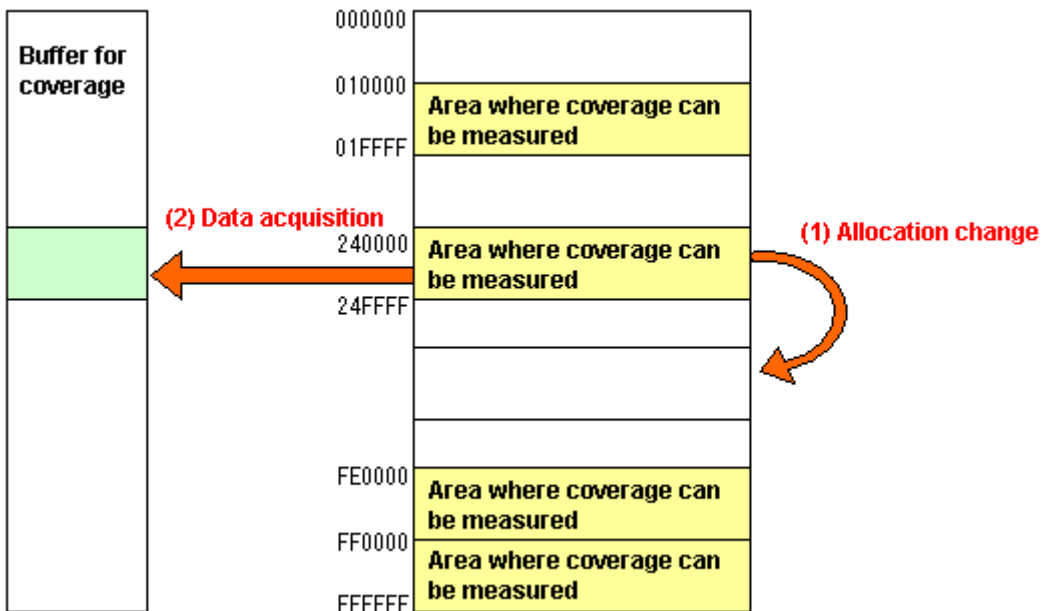 Buffer for
coverage
000000
010000
Area where coverage can
be measured
01FFFF
(2) Data acquisition
240000
Area where coverage can
be measured
(1) Allocation change
24FFFF
FE0000
Area where coverage can
be measured
FF0000
Area where coverage can
be measured
FFFFFF